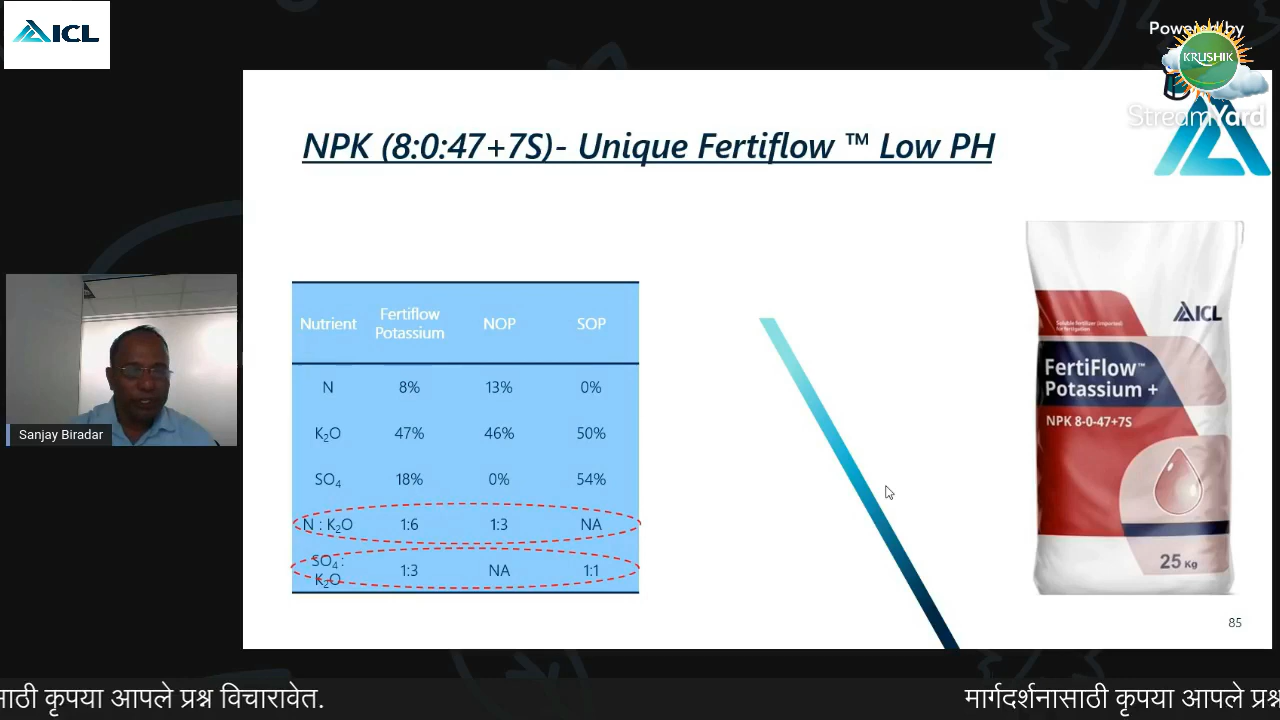 ICL
Powered by
KRUSHIK
StreamYard
NPK (8:0:47+7S)- Unique Fertiflow ™ Low PH
Nutrient
Fertiflow
Potassium
NOP
SOP
N 8% 13% 0%
K₂O 47% 46% 50%
SO₄ 18% 0% 54%
N : K₂O 1:6 1:3 NA
SO₄ :
K₂O
1:3 NA 1:1
ICL
Soluble fertilizer (imported)
for fertigation
FertiFlow™
Potassium +
NPK 8-0-47+7S
25 Kg
85
Sanjay Biradar
साठी कृपया आपले प्रश्न विचारावेत.
मार्गदर्शनासाठी कृपया आपले प्रश्न